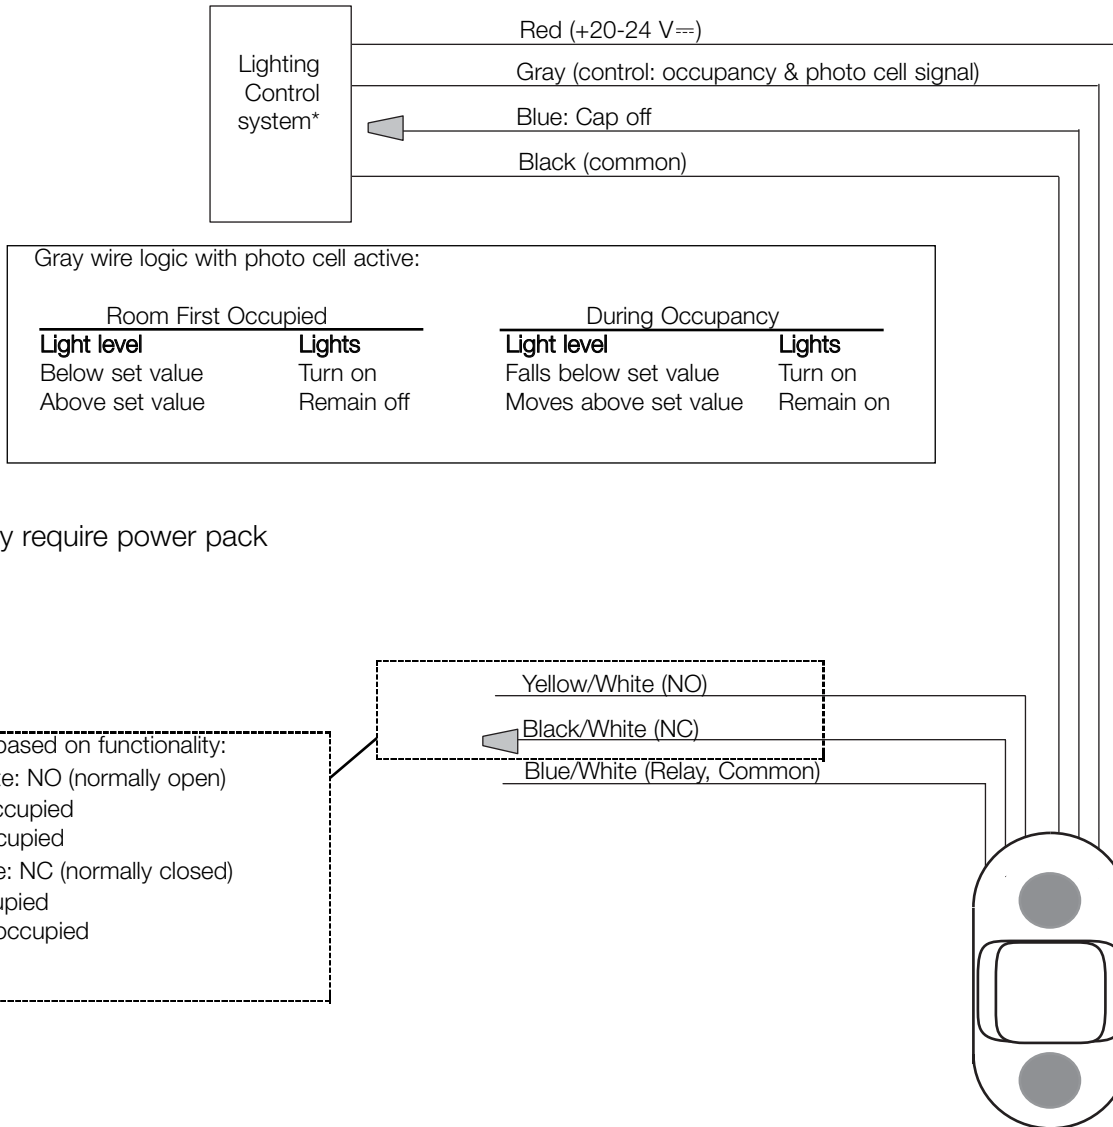 Red (+20-24 V⎓)
Lighting
Control
system*
Gray (control: occupancy & photo cell signal)
Blue: Cap off
Black (common)
Gray wire logic with photo cell active:
Room First Occupied
Light level Lights
Below set value Turn on
Above set value Remain off
During Occupancy
Light level Lights
Falls below set value Turn on
Moves above set value Remain on
y require power pack
Yellow/White (NO)
Black/White (NC)
Blue/White (Relay, Common)
based on functionality:
te: NO (normally open)
ccupied
cupied
e: NC (normally closed)
upied
occupied